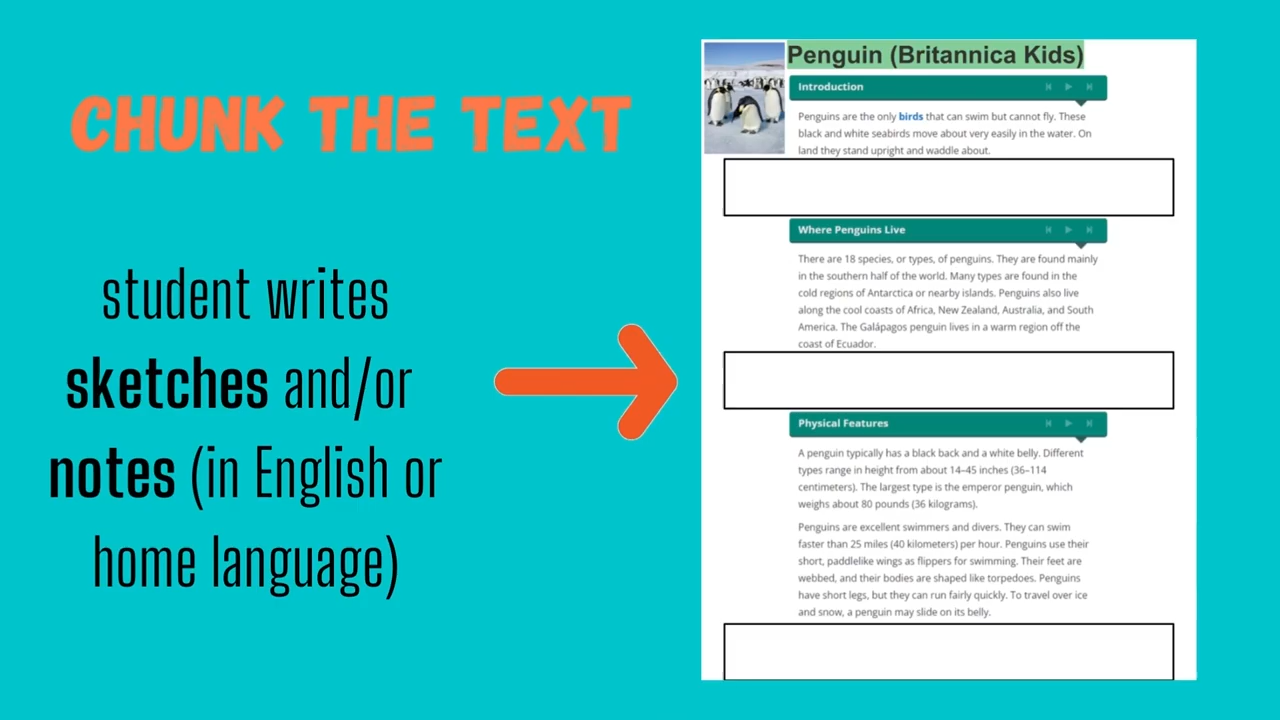 CHUNK THE TEXT
student writes
sketches and/or
notes (in English or
home language)
Penguin (Britannica Kids)
Introduction
Penguins are the only birds that can swim but cannot fly. These
black and white seabirds move about very easily in the water. On
land they stand upright and waddle about.
Where Penguins Live
There are 18 species, or types, of penguins. They are found mainly
in the southern half of the world. Many types are found in the
cold regions of Antarctica or nearby islands. Penguins also live
along the cool coasts of Africa, New Zealand, Australia, and South
America. The Galápagos penguin lives in a warm region off the
coast of Ecuador.
Physical Features
A penguin typically has a black back and a white belly. Different
types range in height from about 14–45 inches (36–114
centimeters). The largest type is the emperor penguin, which
weighs about 80 pounds (36 kilograms).
Penguins are excellent swimmers and divers. They can swim
faster than 25 miles (40 kilometers) per hour. Penguins use their
short, paddlelike wings as flippers for swimming. Their feet are
webbed, and their bodies are shaped like torpedoes. Penguins
have short legs, but they can run fairly quickly. To travel over ice
and snow, a penguin may slide on its belly.